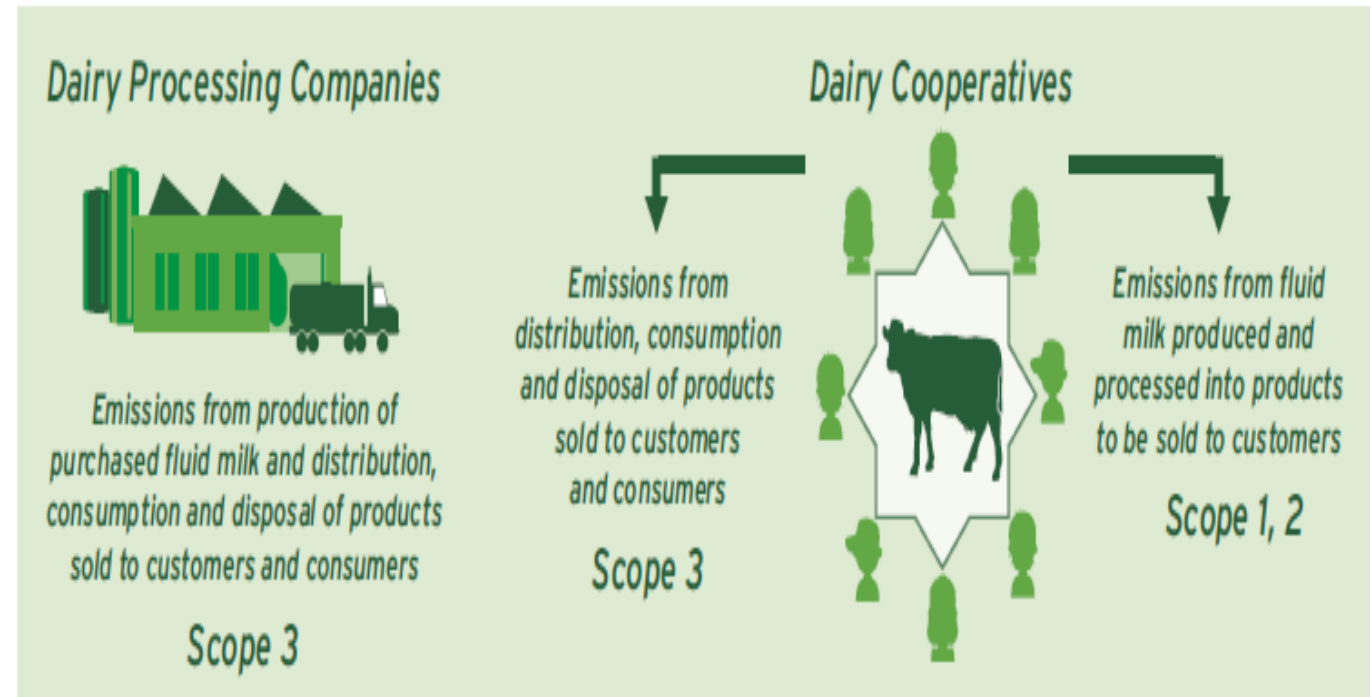 Dairy Processing Companies
Emissions from production of
purchased fluid milk and distribution,
consumption and disposal of products
sold to customers and consumers
Scope 3
Dairy Cooperatives
Emissions from
distribution, consumption
and disposal of products
sold to customers
and consumers
Scope 3
Emissions from fluid
milk produced and
processed into products
to be sold to customers
Scope 1, 2